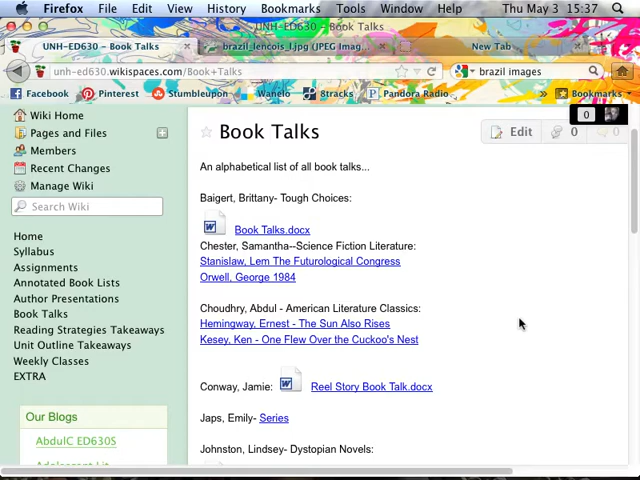 Firefox File Edit View History Bookmarks Tools Window Help Thu May 3 15:37
UNH-ED630 - Book Talks
UNH-ED630 - Book Talks brazil_lencois_l.jpg (JPEG Imag... New Tab
unh-ed630.wikispaces.com/Book+Talks brazil images
Facebook Pinterest StumbleUpon Wanelo 8tracks Pandora Radio Bookmarks
0
Wiki Home
Pages and Files
Members
Recent Changes
Manage Wiki
Search Wiki
Home
Syllabus
Assignments
Annotated Book Lists
Author Presentations
Book Talks
Reading Strategies Takeaways
Unit Outline Takeaways
Weekly Classes
EXTRA
Our Blogs
AbdulC ED630S
Adolescent Lit
Book Talks Edit 0 0
An alphabetical list of all book talks...
Baigert, Brittany- Tough Choices:
Book Talks.docx
Chester, Samantha--Science Fiction Literature:
Stanislaw, Lem The Futurological Congress
Orwell, George 1984
Choudhry, Abdul - American Literature Classics:
Hemingway, Ernest - The Sun Also Rises
Kesey, Ken - One Flew Over the Cuckoo's Nest
Conway, Jamie: Reel Story Book Talk.docx
Japs, Emily- Series
Johnston, Lindsey- Dystopian Novels: